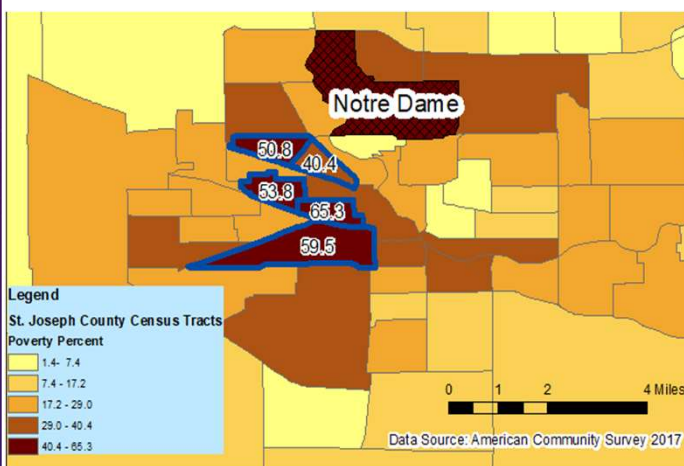 Notre Dame
50.8
40.4
53.8
65.3
59.5
Legend
St. Joseph County Census Tracts
Poverty Percent
1.4- 7.4
7.4 - 17.2
17.2 - 29.0
29.0 - 40.4
40.4 - 65.3
0 1 2 4 Miles
Data Source: American Community Survey 2017